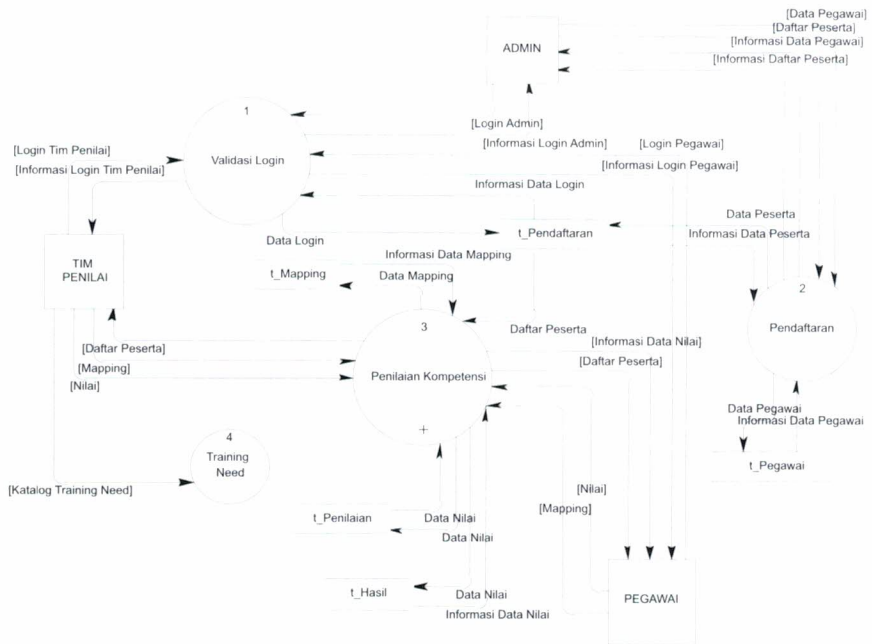 [Data Pegawai]
[Daftar Peserta]
[Informasi Data Pegawai]
[Informasi Daftar Peserta]
ADMIN
1
Validasi Login
[Login Admin]
[Informasi Login Admin]
[Login Pegawai]
[Informasi Login Pegawai]
[Login Tim Penilai]
[Informasi Login Tim Penilai]
Informasi Data Login
Data Login
t_Pendaftaran
Data Peserta
Informasi Data Peserta
Informasi Data Mapping
t_Mapping
Data Mapping
TIM
PENILAI
2
Pendaftaran
3
Penilaian Kompetensi
+
Daftar Peserta
[Informasi Data Nilai]
[Daftar Peserta]
[Daftar Peserta]
[Mapping]
[Nilai]
Data Pegawai
Informasi Data Pegawai
t_Pegawai
4
Training
Need
[Katalog Training Need]
[Nilai]
[Mapping]
t_Penilaian
Data Nilai
Data Nilai
t_Hasil
Data Nilai
Informasi Data Nilai
PEGAWAI